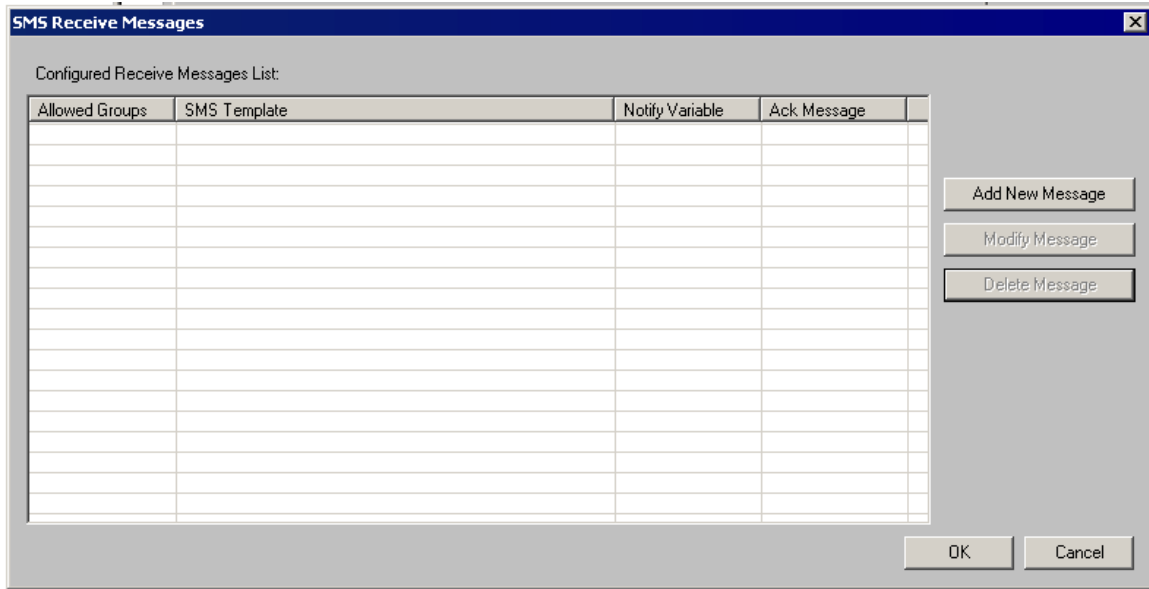 SMS Receive Messages
Configured Receive Messages List:
Allowed Groups SMS Template Notify Variable Ack Message
Add New Message
Modify Message
Delete Message
OK Cancel